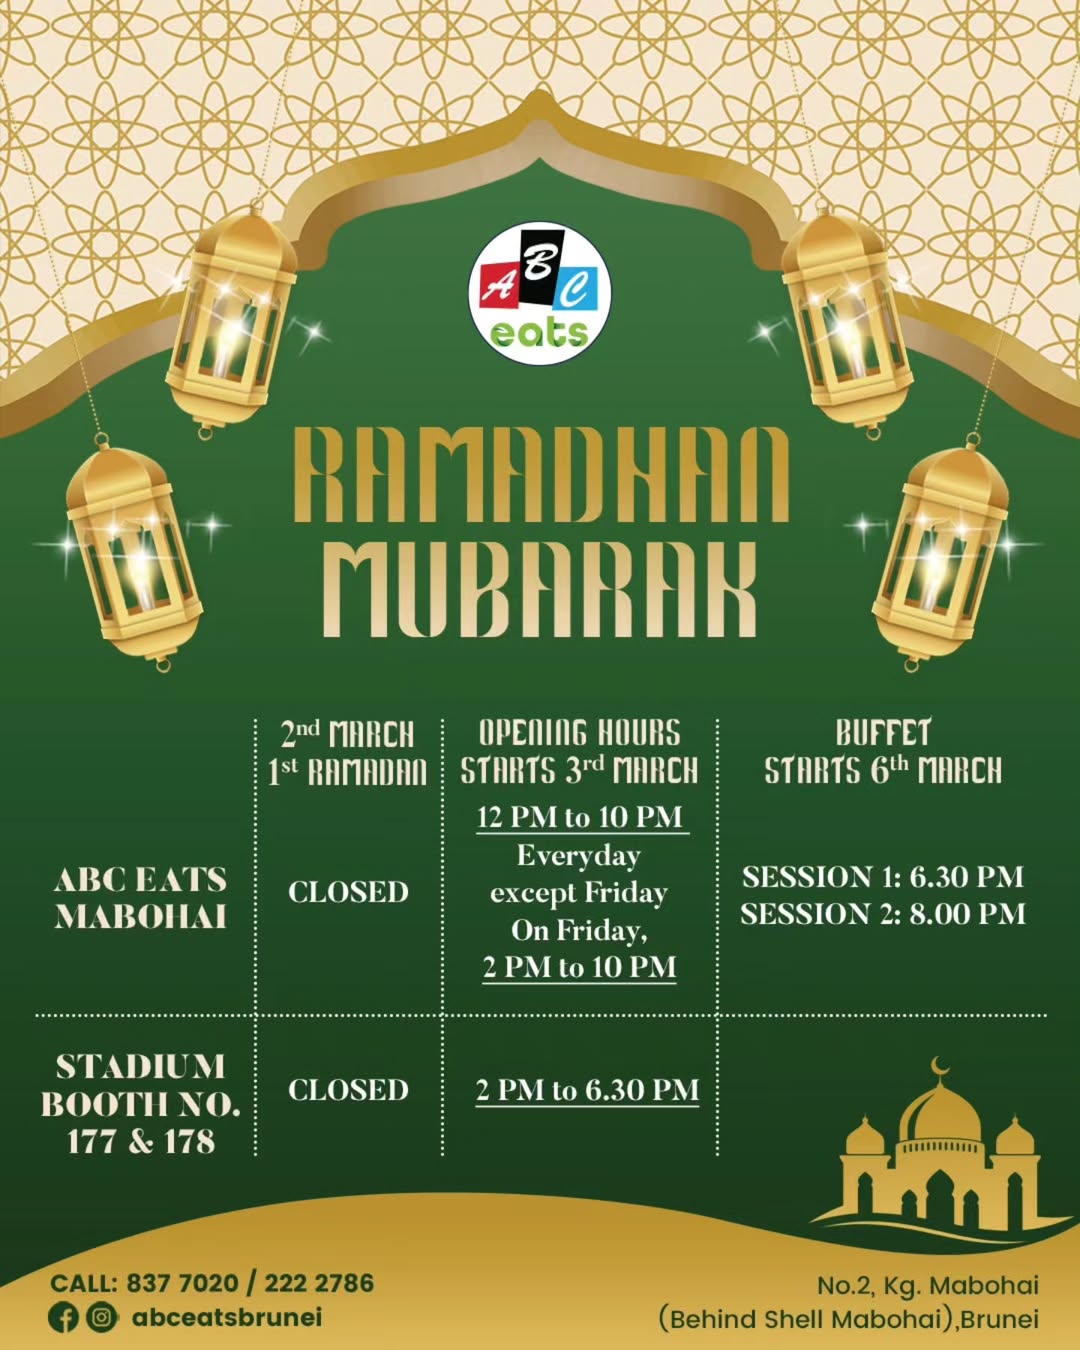 ABC
eats
RAMADHAN
MUBARAK
2nd MARCH
1st RAMADAN
OPENING HOURS
STARTS 3rd MARCH
BUFFET
STARTS 6th MARCH
ABC EATS
MABOHAI
CLOSED
12 PM to 10 PM
Everyday
except Friday
On Friday,
2 PM to 10 PM
SESSION 1: 6.30 PM
SESSION 2: 8.00 PM
STADIUM
BOOTH NO.
177 & 178
CLOSED
2 PM to 6.30 PM
CALL: 837 7020 / 222 2786
abceatsbrunei
No.2, Kg. Mabohai
(Behind Shell Mabohai),Brunei